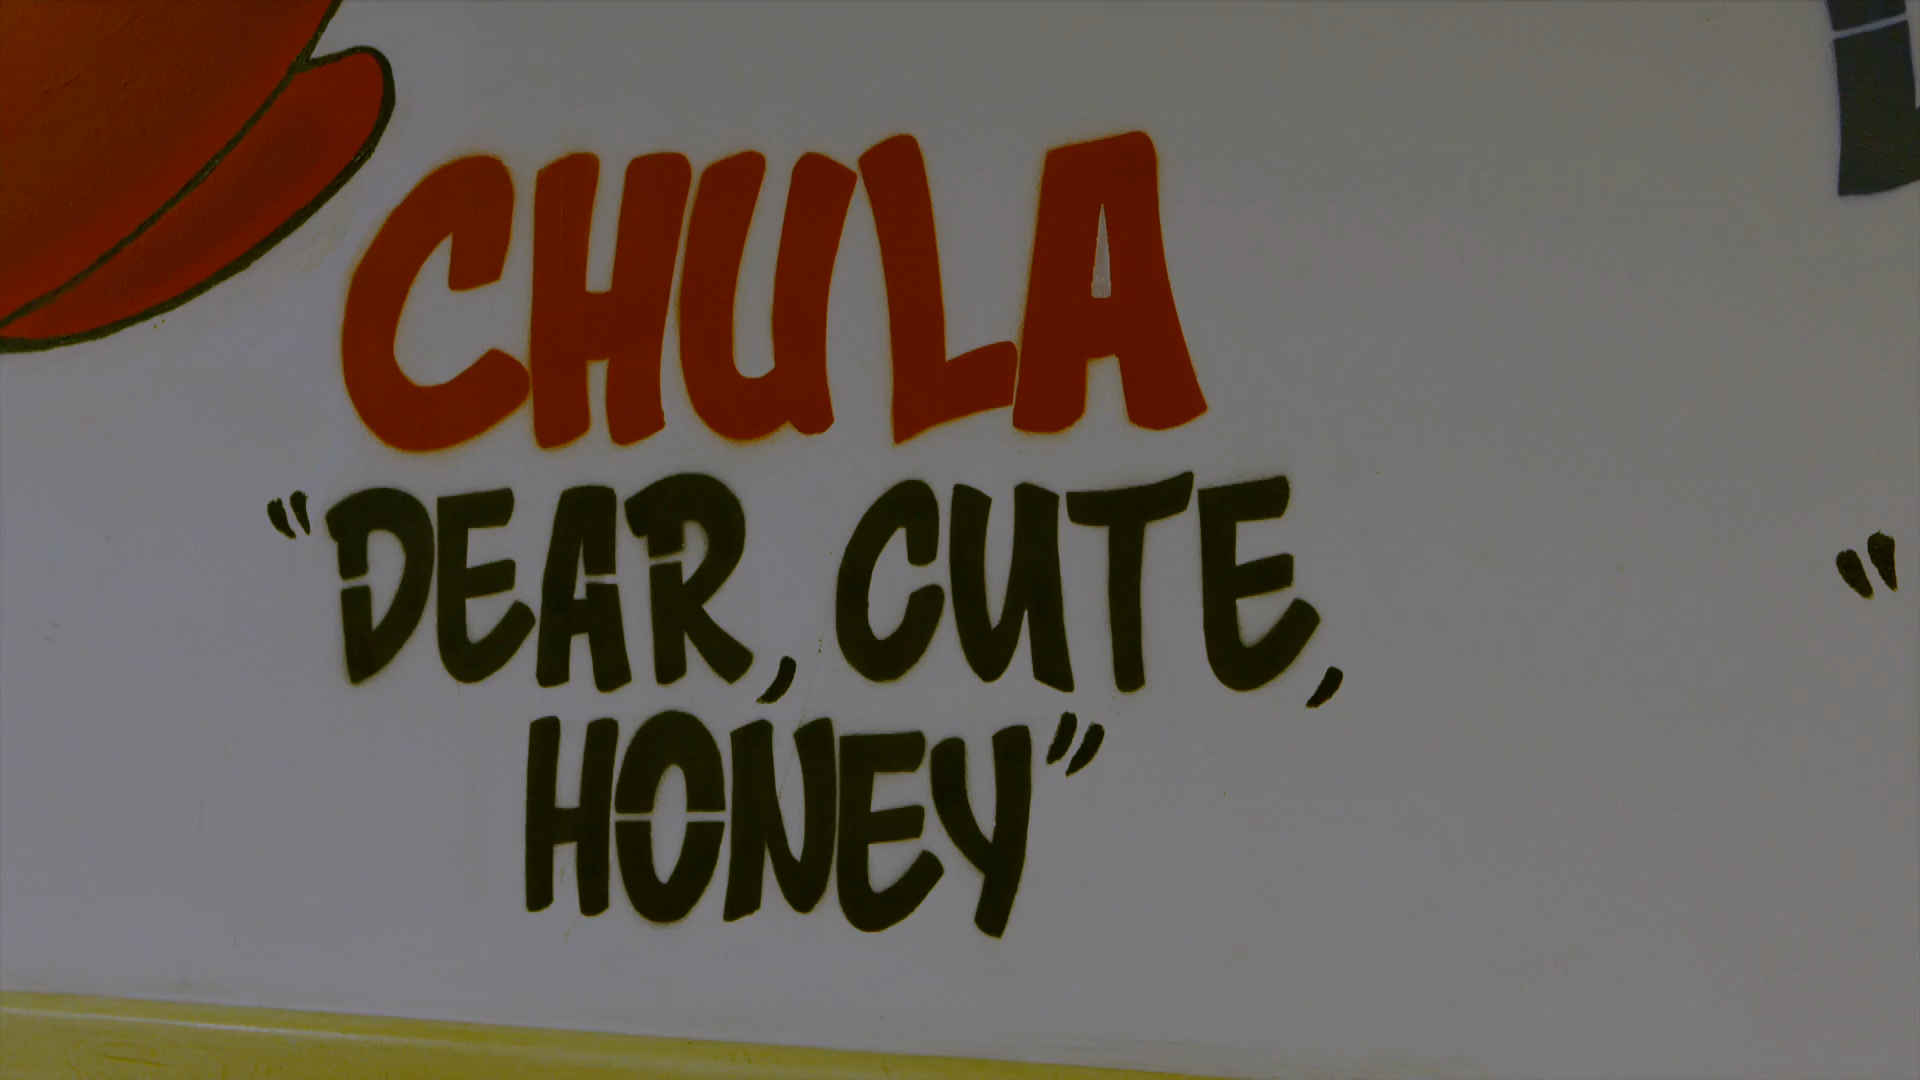 CHULA
“DEAR, CUTE,
HONEY”
“